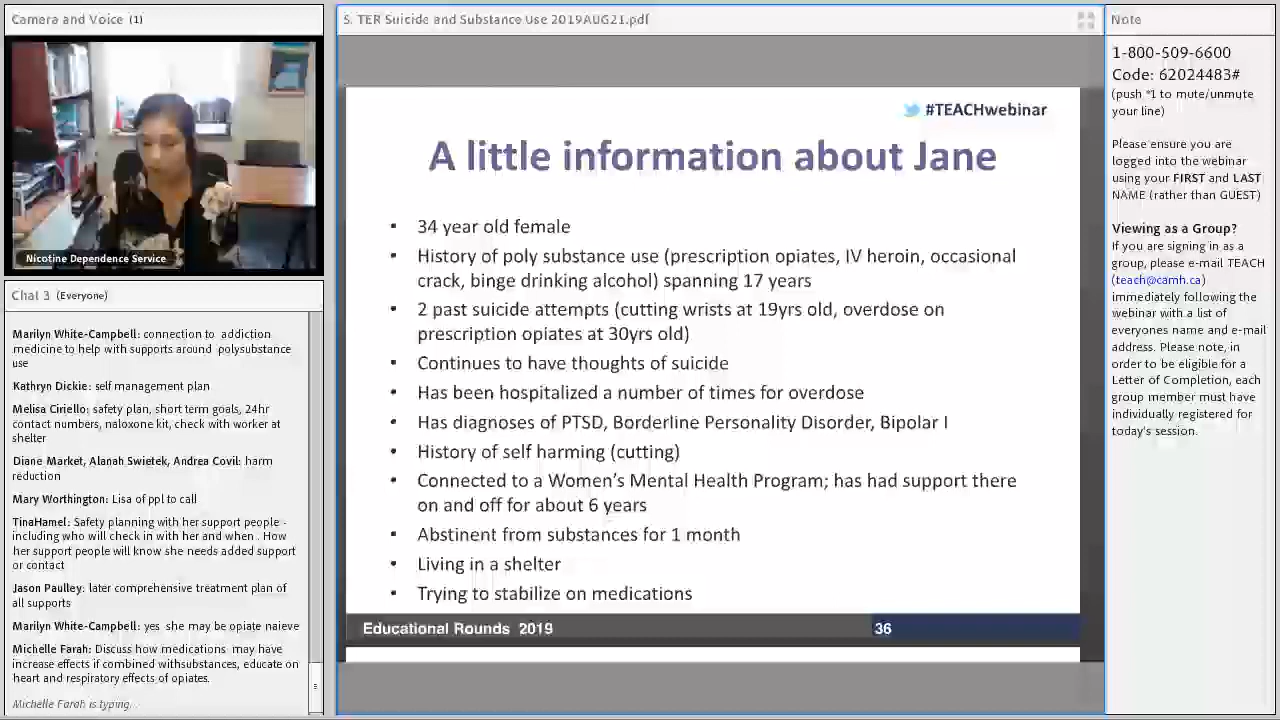 Camera and Voice (1)
Nicotine Dependence Service
Chat 3 (Everyone)
Marilyn White-Campbell: connection to addiction
medicine to help with supports around polysubstance
use
Kathryn Dickie: self management plan
Melisa Ciriello: safety plan, short term goals, 24hr
contact numbers, naloxone kit, check with worker at
shelter
Diane Market, Alanah Swietek, Andrea Covil: harm
reduction
Mary Worthington: Lisa of ppl to call
TinaHamel: Safety planning with her support people -
including who will check in with her and when . How
her support people will know she needs added support
or contact
Jason Paulley: later comprehensive treatment plan of
all supports
Marilyn White-Campbell: yes she may be opiate naieve
Michelle Farah: Discuss how medications may have
increase effects if combined withsubstances, educate on
heart and respiratory effects of opiates.
Michelle Farah is typing...
5. TER Suicide and Substance Use 2019AUG21.pdf
#TEACHwebinar
A little information about Jane
• 34 year old female
• History of poly substance use (prescription opiates, IV heroin, occasional
crack, binge drinking alcohol) spanning 17 years
• 2 past suicide attempts (cutting wrists at 19yrs old, overdose on
prescription opiates at 30yrs old)
• Continues to have thoughts of suicide
• Has been hospitalized a number of times for overdose
• Has diagnoses of PTSD, Borderline Personality Disorder, Bipolar I
• History of self harming (cutting)
• Connected to a Women's Mental Health Program; has had support there
on and off for about 6 years
• Abstinent from substances for 1 month
• Living in a shelter
• Trying to stabilize on medications
Educational Rounds 2019
36
Note
1-800-509-6600
Code: 62024483#
(push *1 to mute/unmute
your line)
Please ensure you are
logged into the webinar
using your FIRST and LAST
NAME (rather than GUEST)
Viewing as a Group?
If you are signing in as a
group, please e-mail TEACH
(teach@camh.ca)
immediately following the
webinar with a list of
everyones name and e-mail
address. Please note, in
order to be eligible for a
Letter of Completion, each
group member must have
individually registered for
today's session.